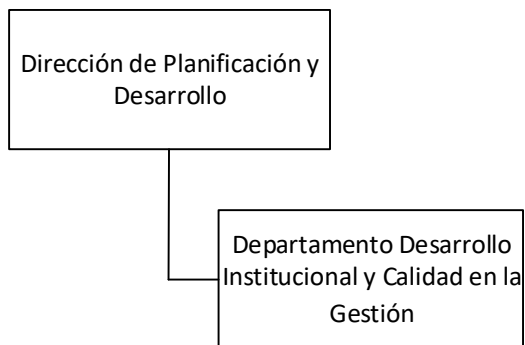 Dirección de Planificación y
Desarrollo
Departamento Desarrollo
Institucional y Calidad en la
Gestión